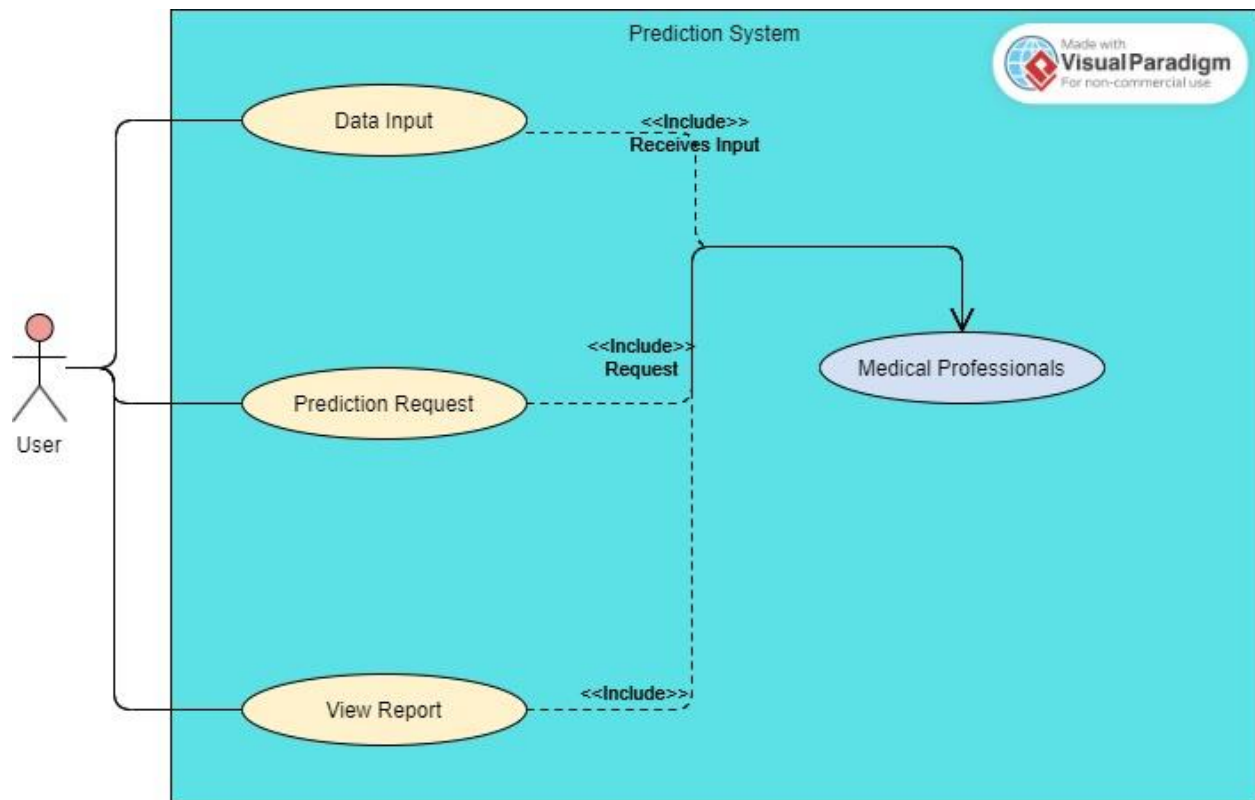 Prediction System
Made with
Visual Paradigm
For non-commercial use
Data Input
<<Include>>
Receives Input
<<Include>>
Request
Medical Professionals
Prediction Request
User
<<Include>>
View Report